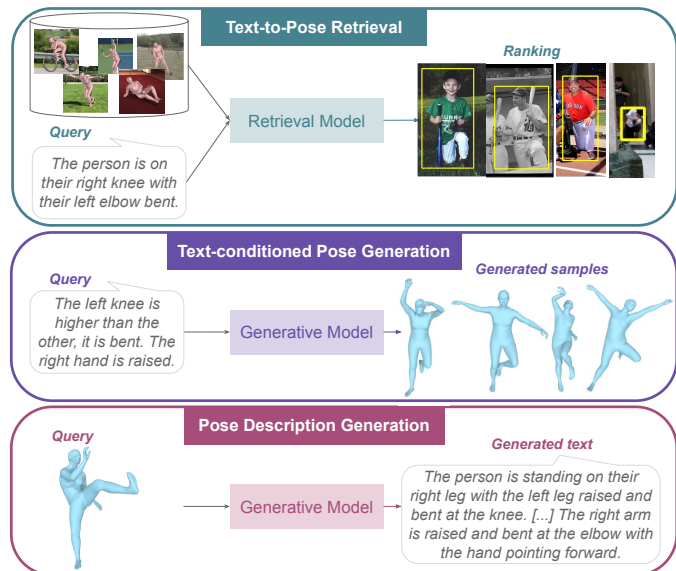 Text-to-Pose Retrieval
Ranking
Retrieval Model
Query
The person is on
their right knee with
their left elbow bent.
Text-conditioned Pose Generation
Query
Generated samples
The left knee is
higher than the
other, it is bent. The
right hand is raised.
Generative Model
Pose Description Generation
Query
Generated text
Generative Model
The person is standing on their
right leg with the left leg raised and
bent at the knee. [...] The right arm
is raised and bent at the elbow with
the hand pointing forward.